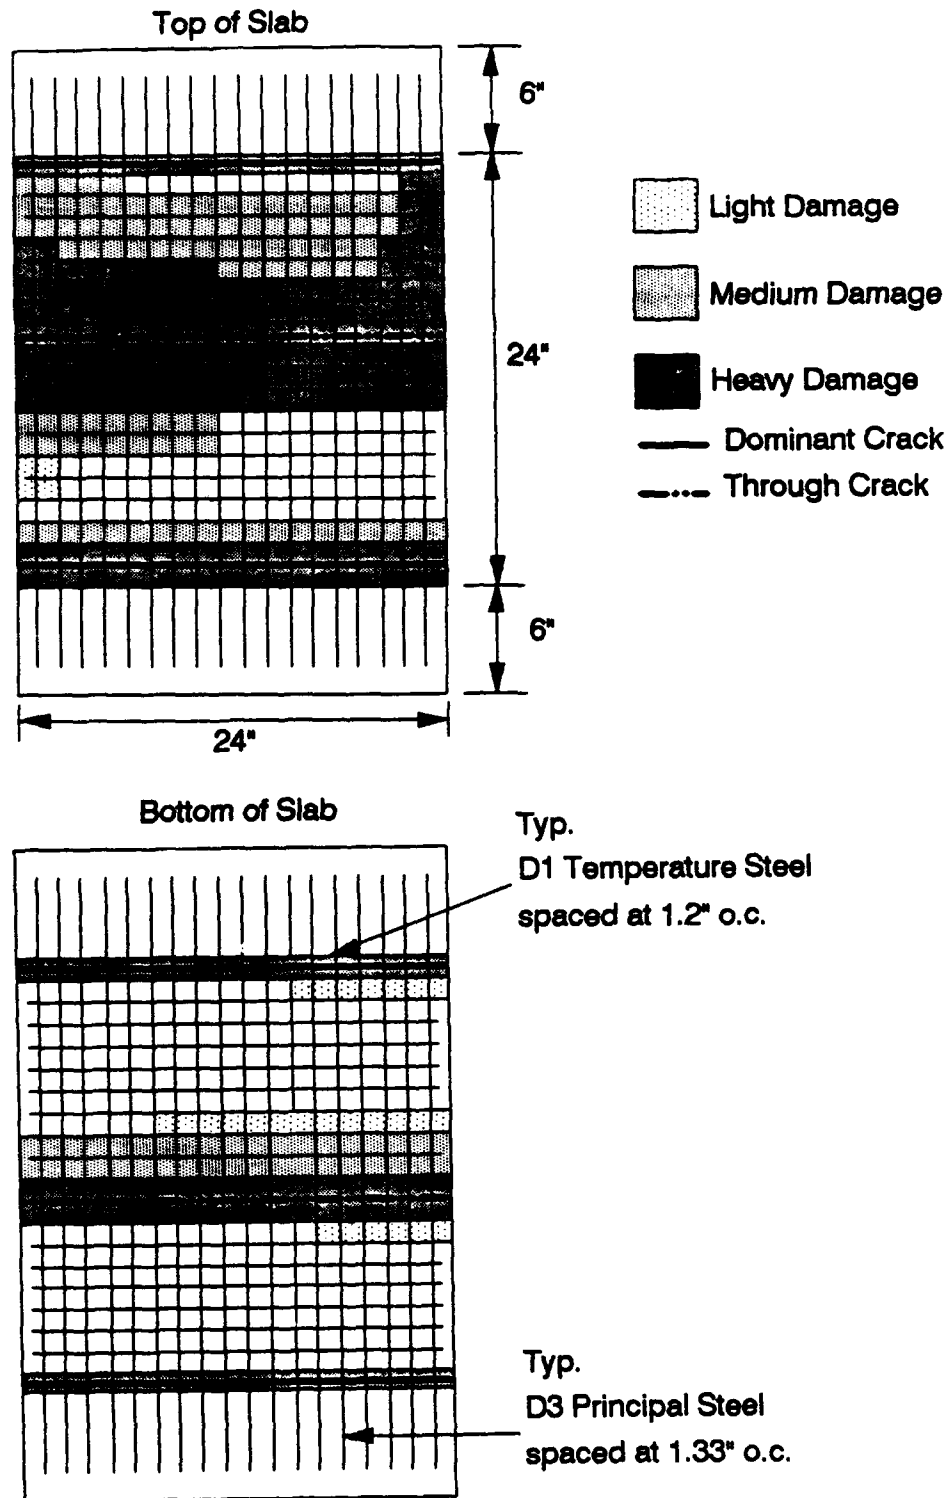 Top of Slab
6"
Light Damage
Medium Damage
24"
Heavy Damage
Dominant Crack
Through Crack
6"
24"
Bottom of Slab
Typ.
D1 Temperature Steel
spaced at 1.2" o.c.
Typ.
D3 Principal Steel
spaced at 1.33" o.c.